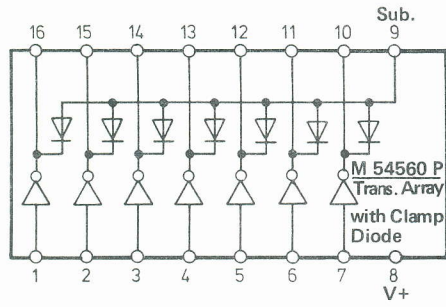 Sub.
16 15 14 13 12 11 10 9
M 54560 P
Trans. Array
with Clamp
Diode
1 2 3 4 5 6 7 8
V+